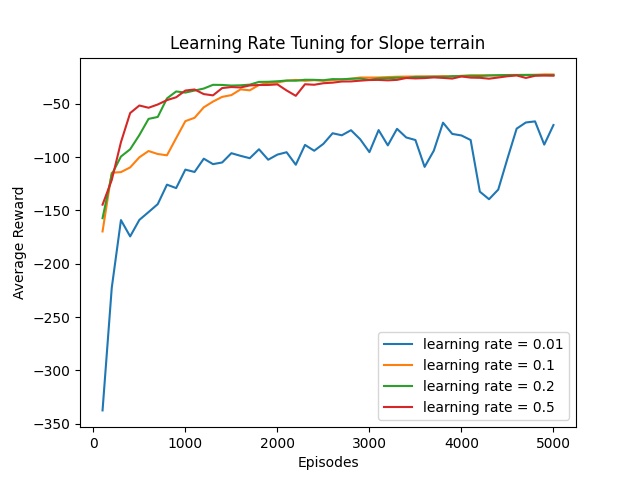 Learning Rate Tuning for Slope terrain
−50
−100
−150
−200
−250
−300
−350
Average Reward
learning rate = 0.01
learning rate = 0.1
learning rate = 0.2
learning rate = 0.5
0 1000 2000 3000 4000 5000
Episodes